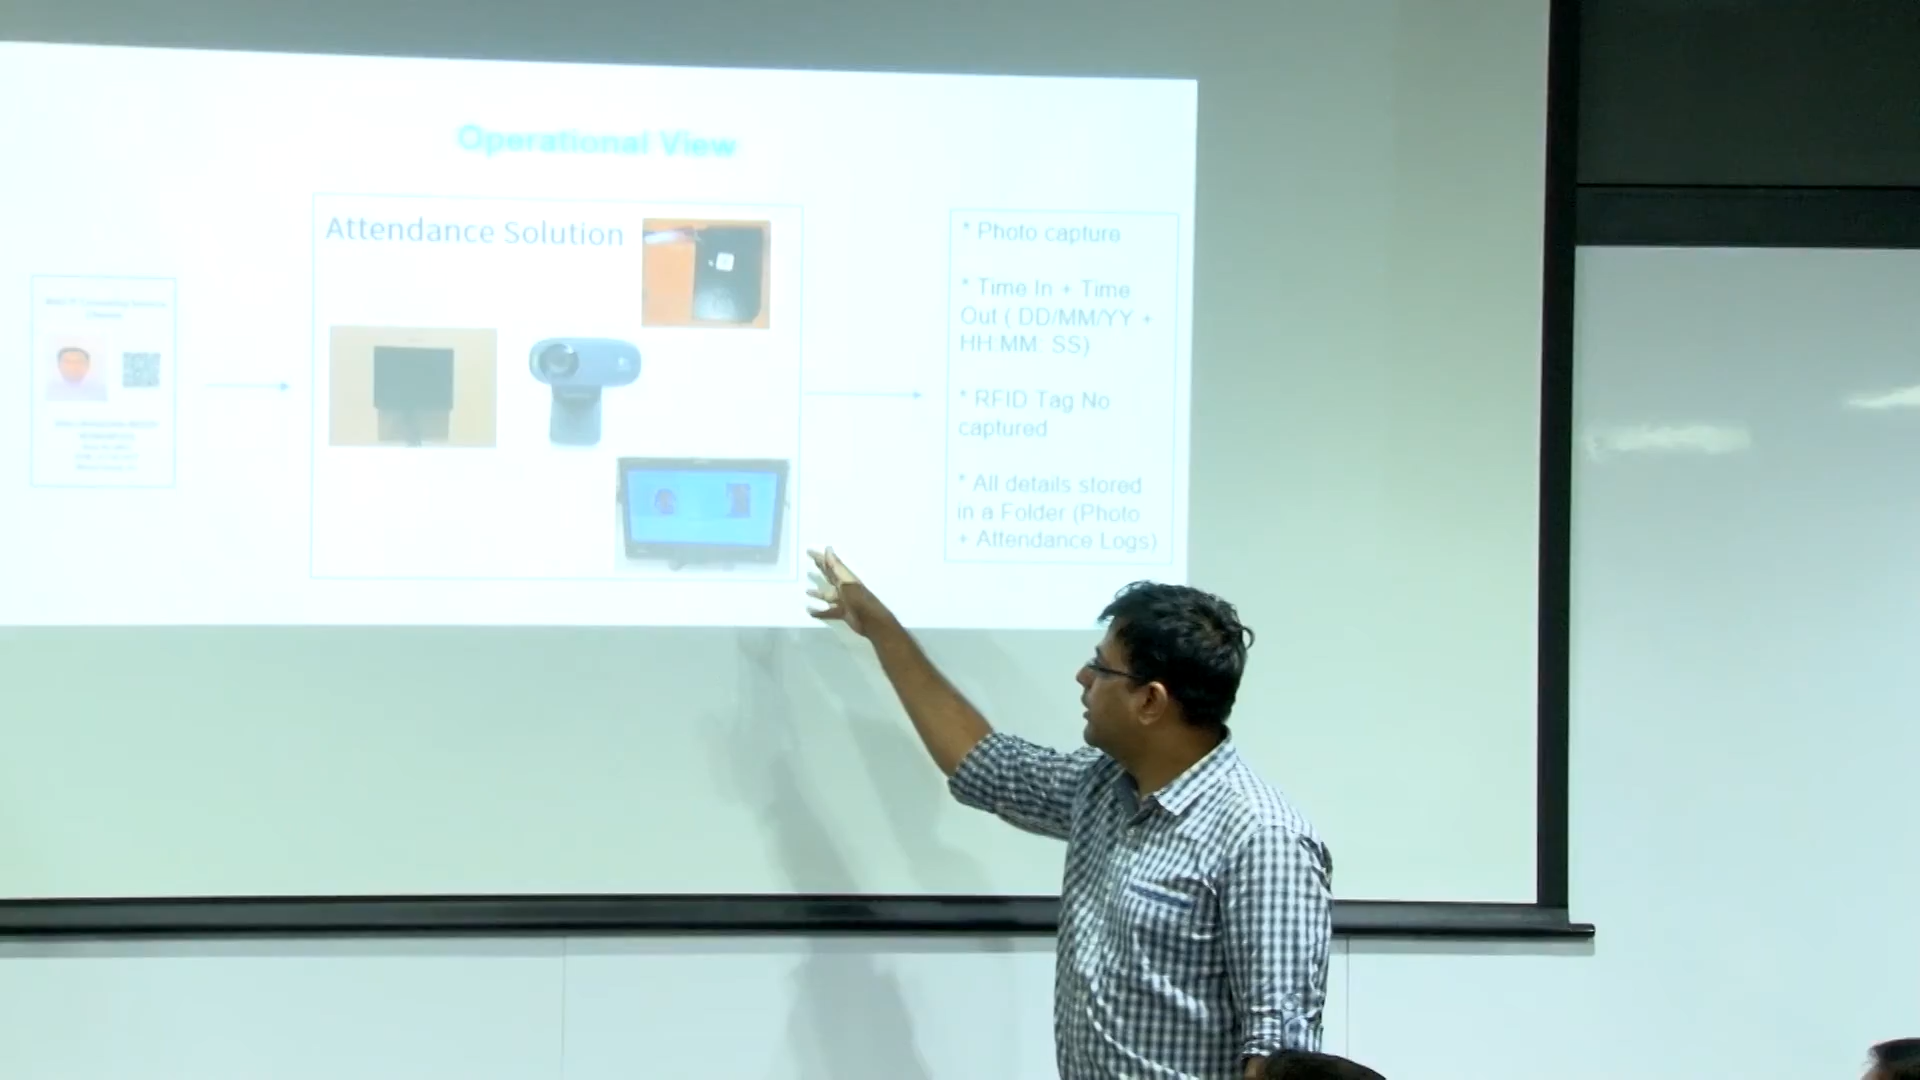 Operational View
Attendance Solution
* Photo capture
* Time In + Time
Out ( DD/MM/YY +
HH:MM: SS)
* RFID Tag No
captured
* All details stored
in a Folder (Photo
+ Attendance Logs)